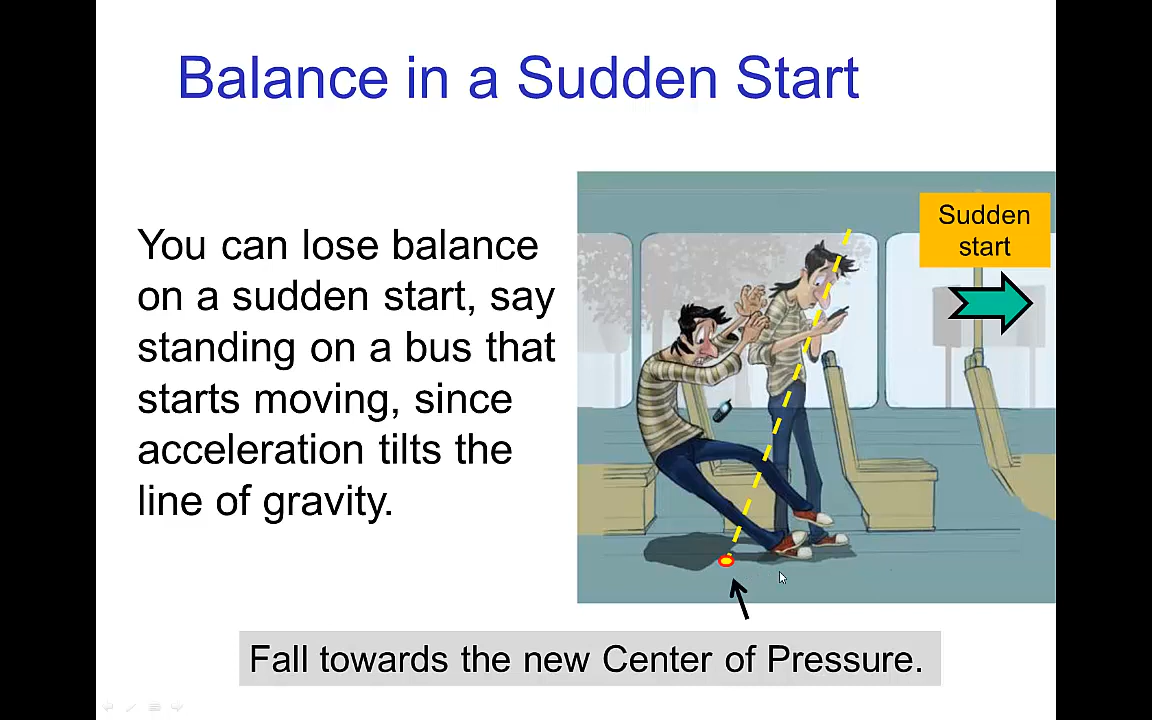 Balance in a Sudden Start
Sudden
start
You can lose balance
on a sudden start, say
standing on a bus that
starts moving, since
acceleration tilts the
line of gravity.
Fall towards the new Center of Pressure.